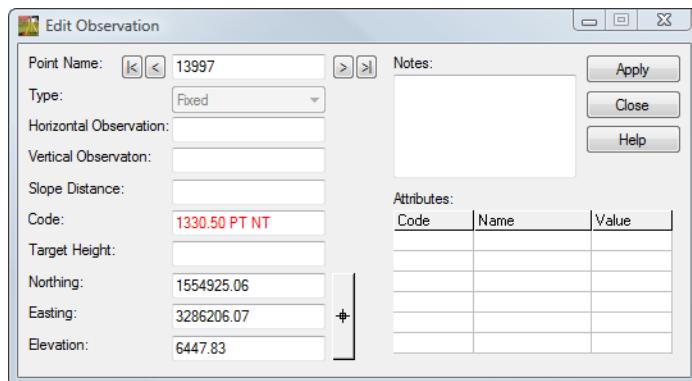 Edit Observation
Point Name: |< < 13997 > >|
Type: Fixed
Horizontal Observation:
Vertical Observaton:
Slope Distance:
Code: 1330.50 PT NT
Target Height:
Northing: 1554925.06
Easting: 3286206.07
Elevation: 6447.83
Notes:
Apply
Close
Help
Attributes:
Code Name Value